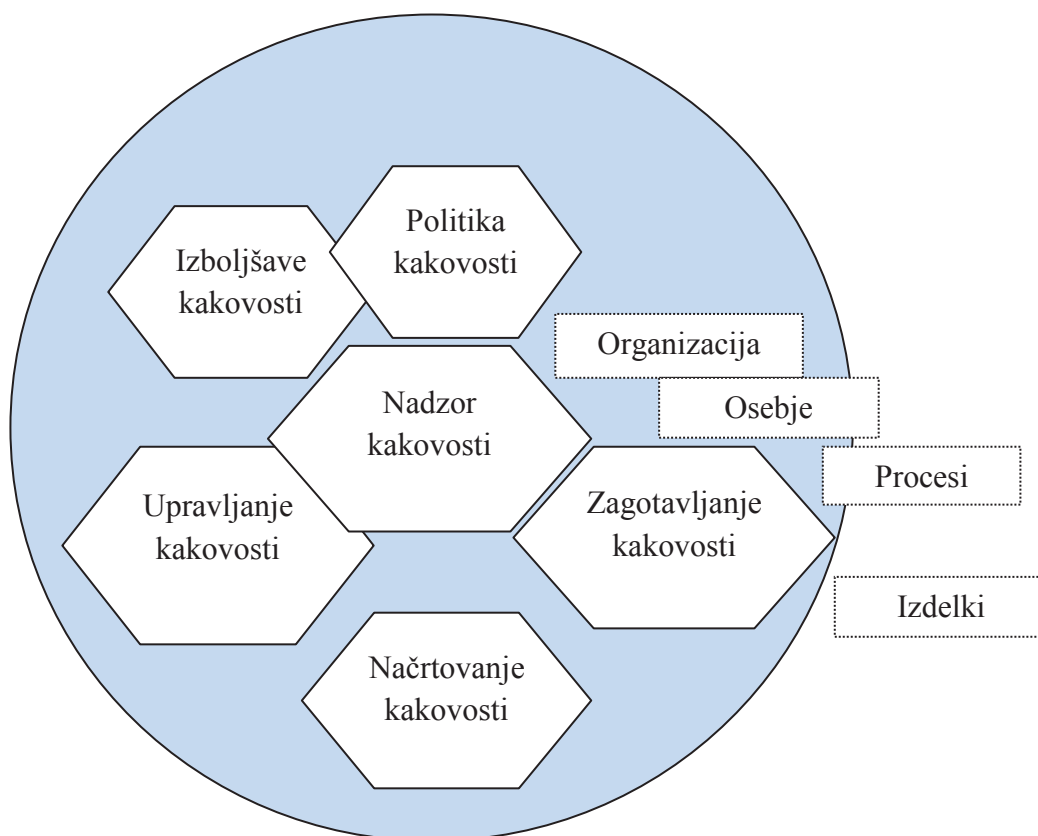 Politika
kakovosti
Izboljšave
kakovosti
Organizacija
Nadzor
kakovosti
Osebje
Procesi
Upravljanje
kakovosti
Zagotavljanje
kakovosti
Izdelki
Načrtovanje
kakovosti